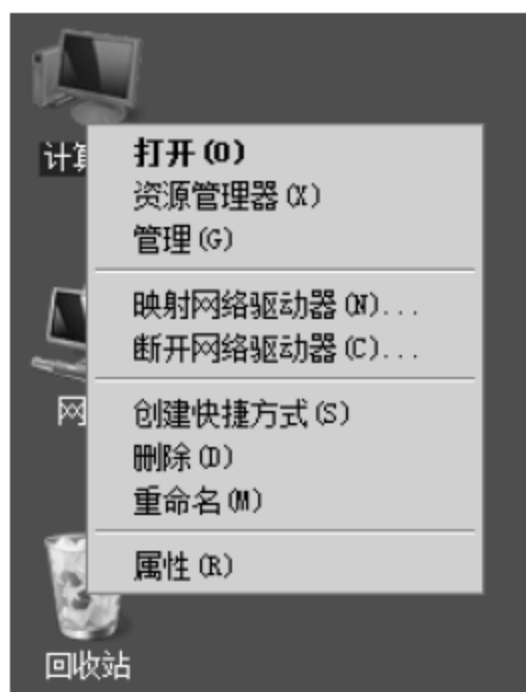 计算
打开(O)
资源管理器(X)
管理(G)
映射网络驱动器(N)...
断开网络驱动器(C)...
网
创建快捷方式(S)
删除(D)
重命名(M)
属性(R)
回收站